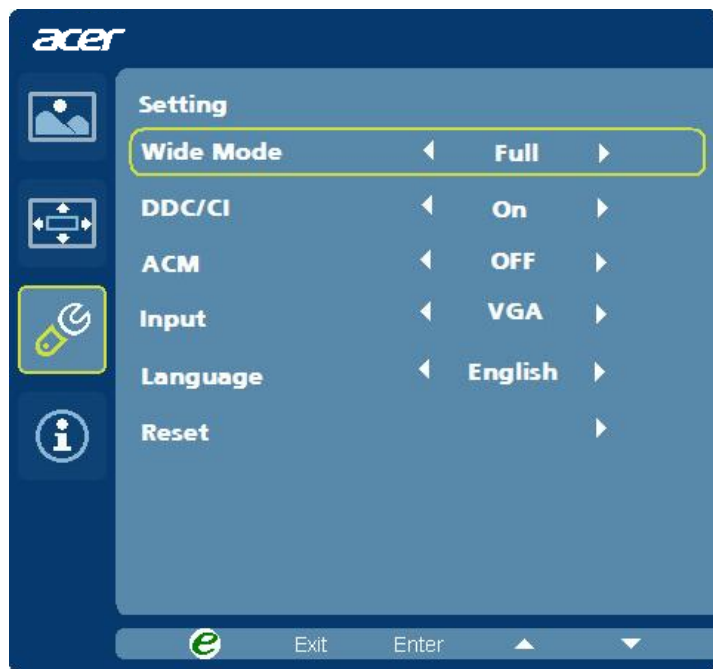 acer
Setting
Wide Mode Full
DDC/CI On
ACM OFF
Input VGA
Language English
Reset
e Exit Enter